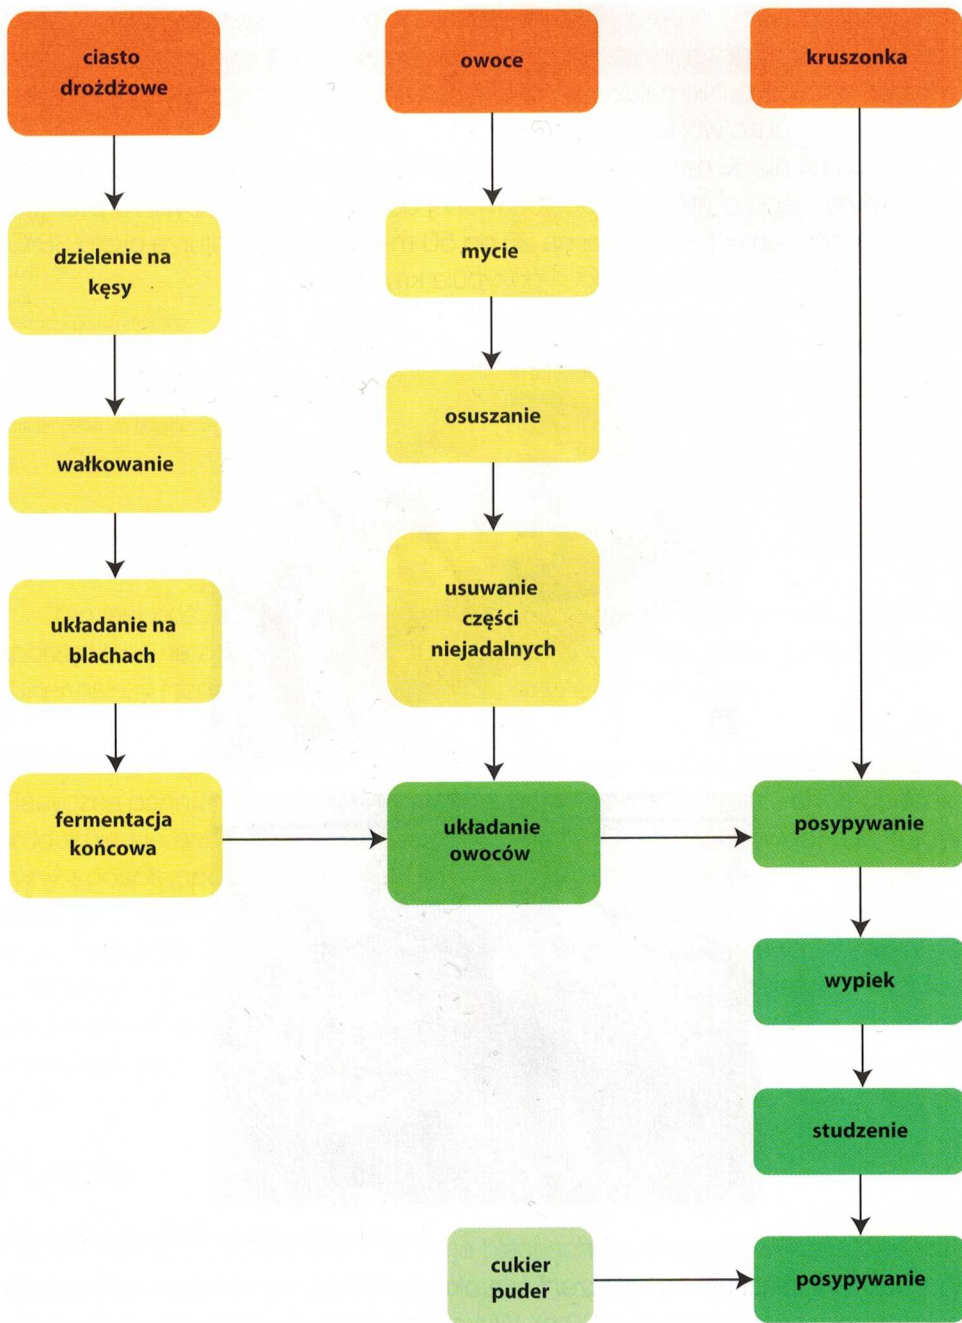 ciasto
drożdżowe
owoce
kruszonka
dzielenie na
kęsy
mycie
osuszanie
wałkowanie
usuwanie
części
niejadalnych
układanie na
blachach
fermentacja
końcowa
układanie
owoców
posypywanie
wypiek
studzenie
cukier
puder
posypywanie